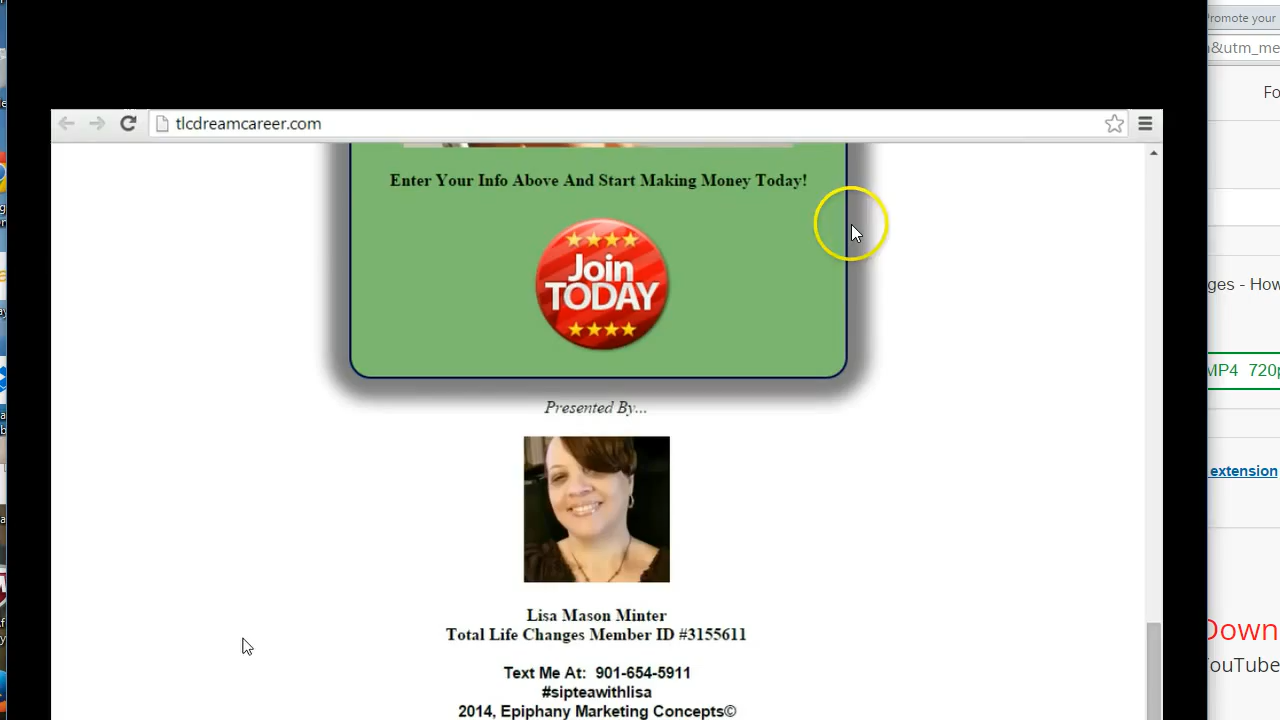 Promote your
tlcdreamcareer.com
&utm_me
Fo
Enter Your Info Above And Start Making Money Today!
Join
TODAY
ges - How
MP4 720p
Presented By...
extension
Lisa Mason Minter
Total Life Changes Member ID #3155611
Down
YouTube
Text Me At: 901-654-5911
#sipteawithlisa
2014, Epiphany Marketing Concepts©